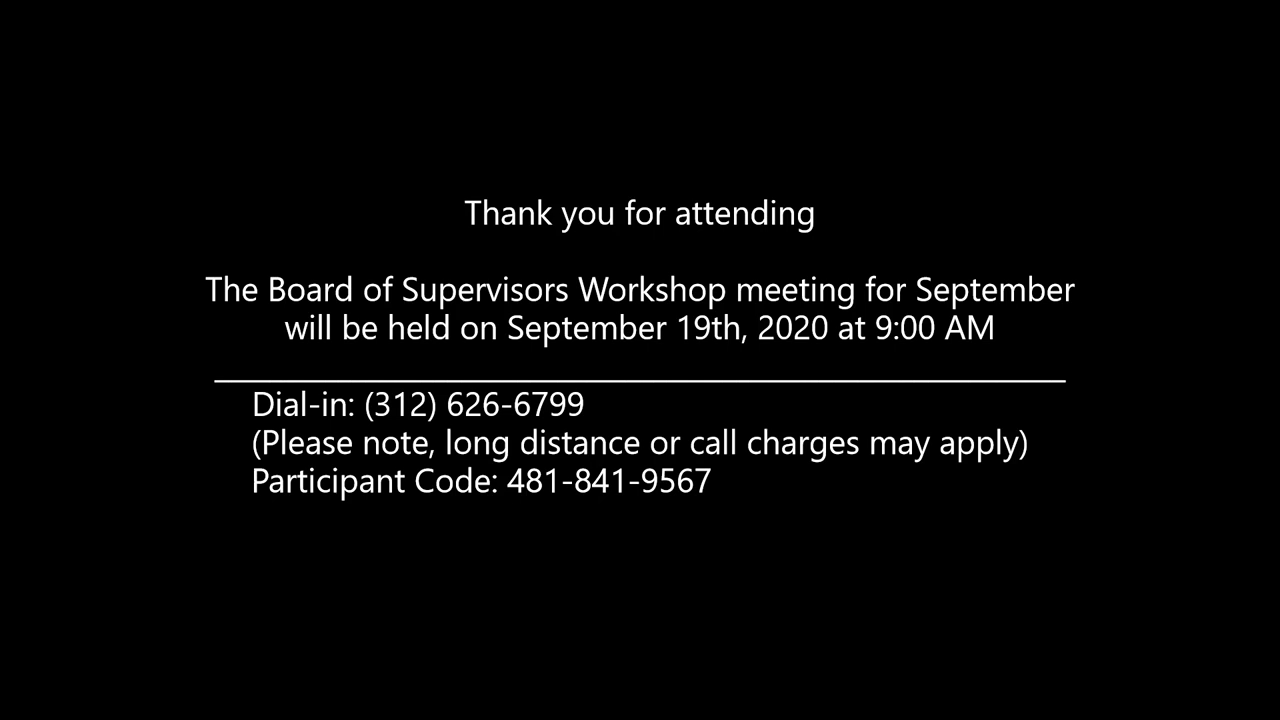 Thank you for attending
The Board of Supervisors Workshop meeting for September
will be held on September 19th, 2020 at 9:00 AM
Dial-in: (312) 626-6799
(Please note, long distance or call charges may apply)
Participant Code: 481-841-9567